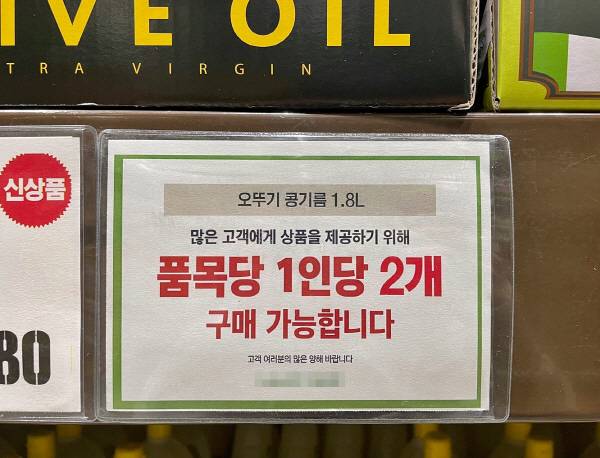 IVE OIL
TRA VIRGIN
신상품
80
오뚜기 콩기름 1.8L
많은 고객에게 상품을 제공하기 위해
품목당 1인당 2개
구매 가능합니다
고객 여러분의 많은 양해 바랍니다